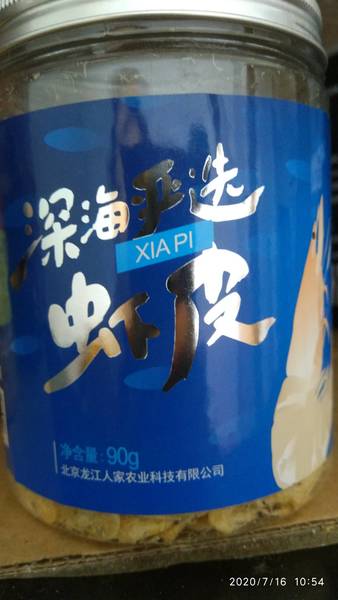 深海严选
XIA PI
虾皮
净含量:90g
北京龙江人家农业科技有限公司
2020/7/16 10:54